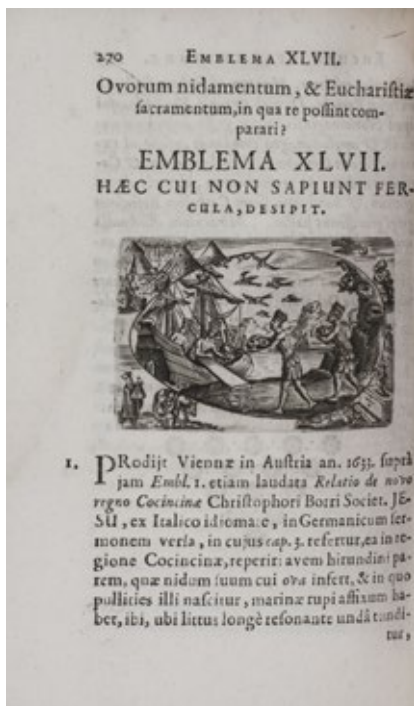 270 EMBLEMA XLVII.
Ovorum nidamentum, & Euchariſtiæ
ſacramentum, in qua re poſſint com-
parari?
EMBLEMA XLVII.
HÆC CUI NON SAPIUNT FER-
CULA, DESIPIT.
1. PRodijt Viennæ in Auſtria an. 1633. ſuprà
jam Embl. 1. etiam laudata Relatio de novo
regno Cocincinæ Chriſtophori Borri Societ. JE-
SU, ex Italico idiomate, in Germanicum ſer-
monem verſa, in cujus cap. 3. refertur, ea in re-
gione Cocincinæ, reperiri avem hirundini pa-
rem, quæ nidum ſuum cui ova infert, & in quo
pullities illi naſcitur, marinæ rupi affixum ha-
bet, ibi, ubi littus longè reſonante undâ tundi-
tur,